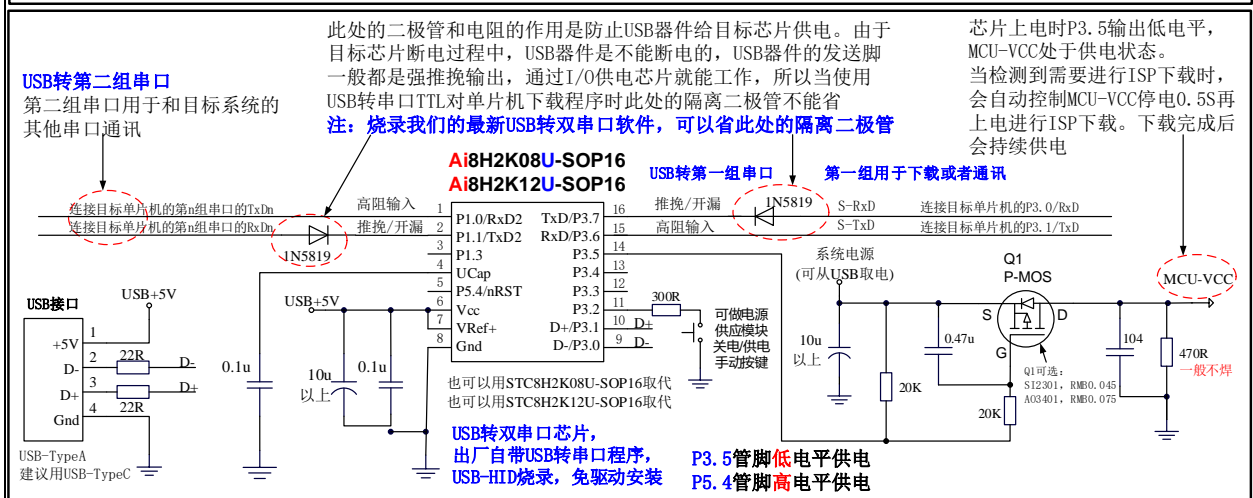 此处的二极管和电阻的作用是防止USB器件给目标芯片供电。由于
目标芯片断电过程中，USB器件是不能断电的，USB器件的发送脚
一般都是强推挽输出，通过I/O供电芯片就能工作，所以当使用
USB转串口TTL对单片机下载程序时此处的隔离二极管不能省
注：烧录我们的最新USB转双串口软件，可以省此处的隔离二极管
芯片上电时P3.5输出低电平，
MCU-VCC处于供电状态。
当检测到需要进行ISP下载时，
会自动控制MCU-VCC停电0.5S再
上电进行ISP下载。下载完成后
会持续供电
USB转第二组串口
第二组串口用于和目标系统的
其他串口通讯
Ai8H2K08U-SOP16
Ai8H2K12U-SOP16
USB转第一组串口
第一组用于下载或者通讯
连接目标单片机的第n组串口的TxDn
高阻输入
连接目标单片机的第n组串口的RxDn
推挽/开漏
1N5819
1 P1.0/RxD2
2 P1.1/TxD2
3 P1.3
4 UCap
5 P5.4/nRST
6 Vcc
7 VRef+
8 Gnd
TxD/P3.7 16
RxD/P3.6 15
P3.5 14
P3.4 13
P3.3 12
P3.2 11
D+/P3.1 10 D+
D-/P3.0 9 D-
推挽/开漏
1N5819
S-RxD
连接目标单片机的P3.0/RxD
高阻输入
S-TxD
连接目标单片机的P3.1/TxD
系统电源
(可从USB取电)
Q1
P-MOS
MCU-VCC
S
D
G
USB接口
USB+5V
+5V 1
D- 2 22R D-
D+ 3 22R D+
Gnd 4
USB-TypeA
建议用USB-TypeC
0.1u
USB+5V
10u
以上
0.1u
300R
可做电源
供应模块
关电/供电
手动按键
10u
以上
0.47u
20K
20K
Q1可选：
SI2301, RMB0.045
AO3401, RMB0.075
104
470R
一般不焊
也可以用STC8H2K08U-SOP16取代
也可以用STC8H2K12U-SOP16取代
USB转双串口芯片，
出厂自带USB转串口程序，
USB-HID烧录，免驱动安装
P3.5管脚低电平供电
P5.4管脚高电平供电